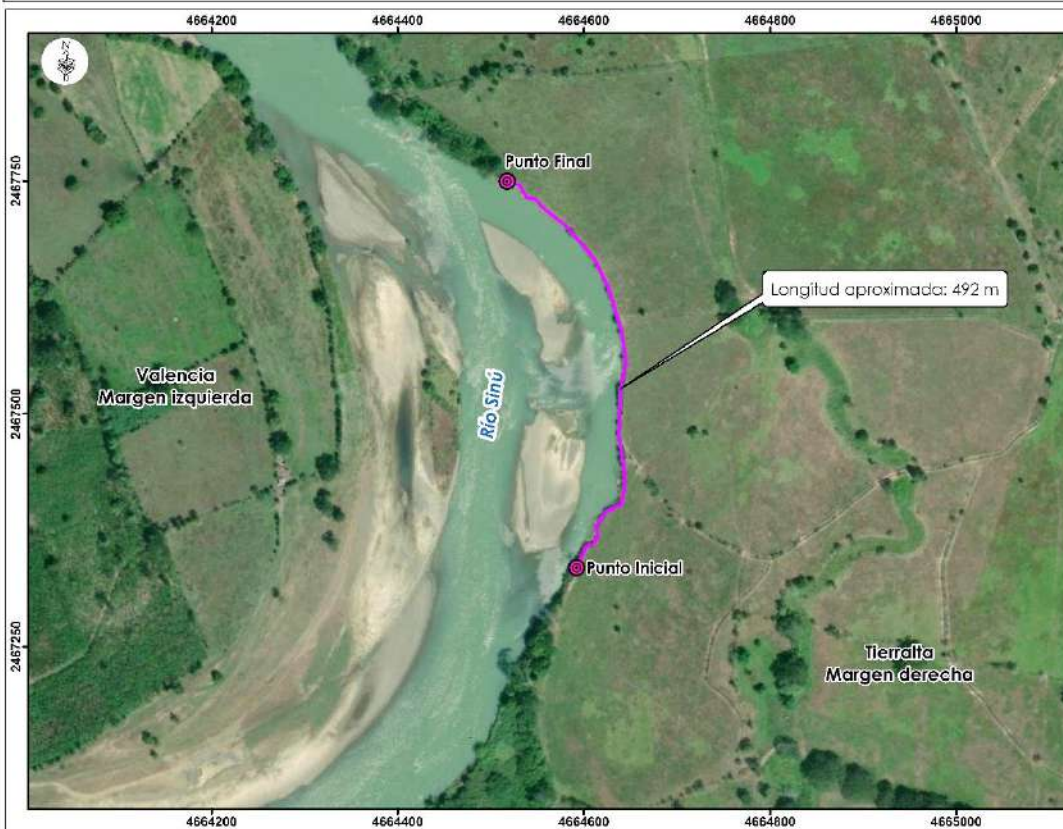 4664200 4664400 4664600 4664800 4665000
2467750
Punto Final
Longitud aproximada: 492 m
Valencia
Margen izquierda
2467500
Río Sinú
Punto Inicial
2467250
Tierralta
Margen derecha
4664200 4664400 4664600 4664800 4665000